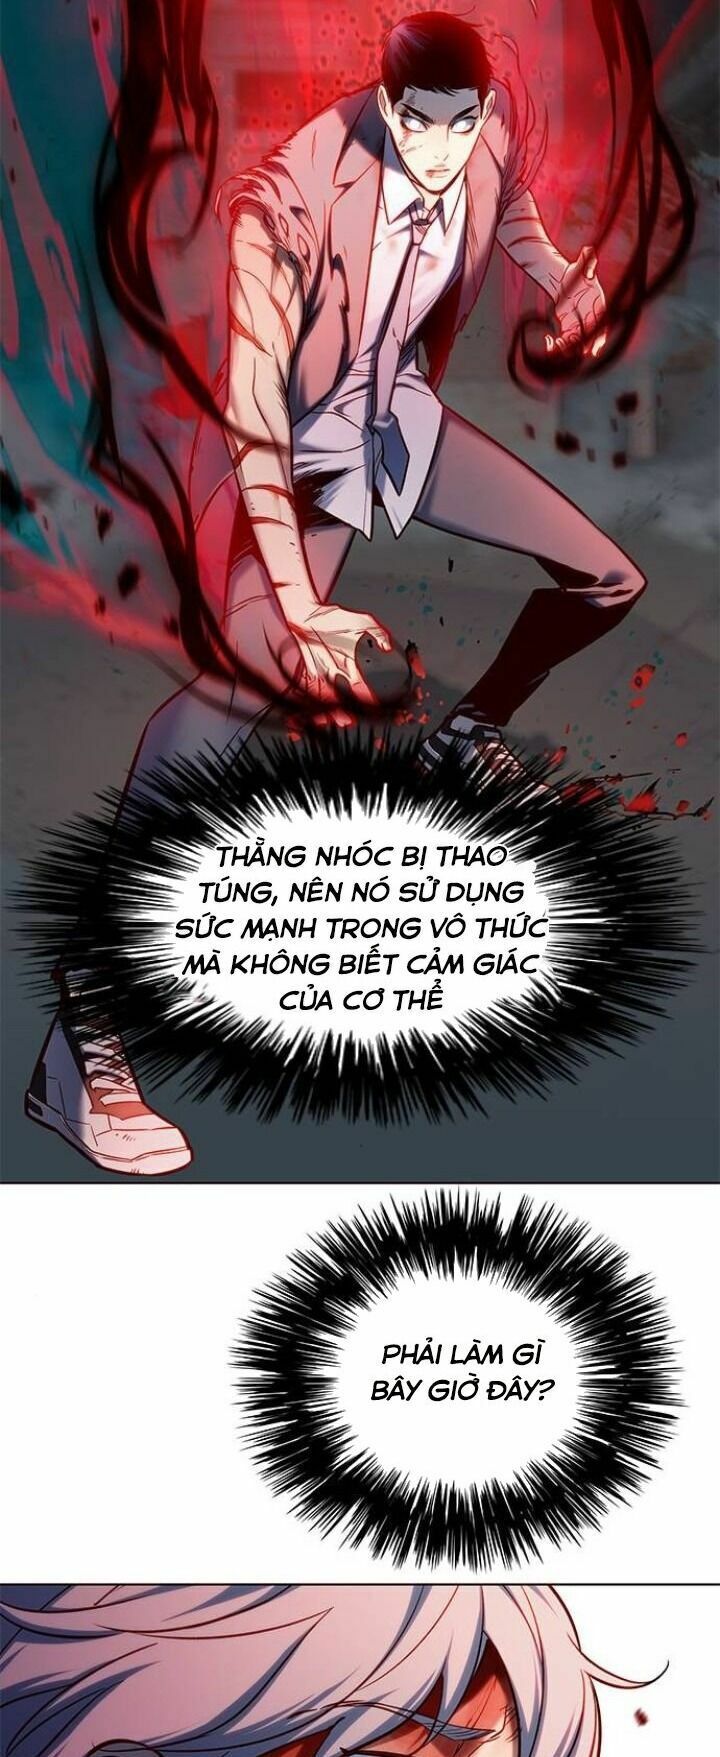 THẰNG NHÓC BỊ THAO
TÚNG, NÊN NÓ SỬ DỤNG
SỨC MẠNH TRONG VÔ THỨC
MÀ KHÔNG BIẾT CẢM GIÁC
CỦA CƠ THỂ
PHẢI LÀM GÌ
BÂY GIỜ ĐÂY?